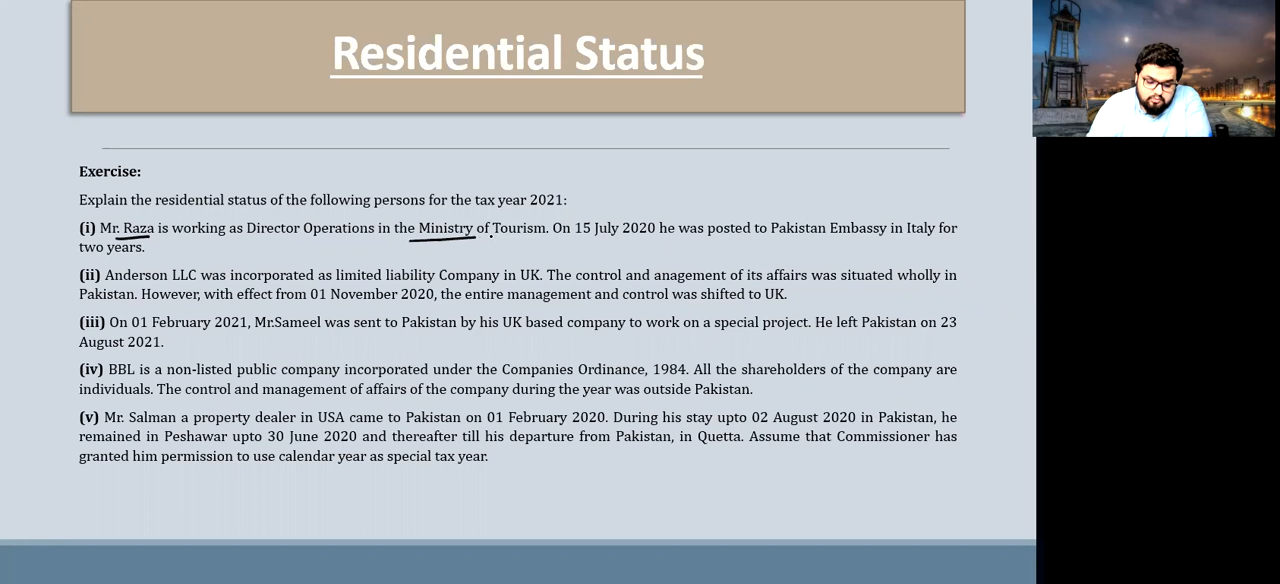 Residential Status
Exercise:
Explain the residential status of the following persons for the tax year 2021:
(i) Mr. Raza is working as Director Operations in the Ministry of Tourism. On 15 July 2020 he was posted to Pakistan Embassy in Italy for
two years.
(ii) Anderson LLC was incorporated as limited liability Company in UK. The control and anagement of its affairs was situated wholly in
Pakistan. However, with effect from 01 November 2020, the entire management and control was shifted to UK.
(iii) On 01 February 2021, Mr.Sameel was sent to Pakistan by his UK based company to work on a special project. He left Pakistan on 23
August 2021.
(iv) BBL is a non-listed public company incorporated under the Companies Ordinance, 1984. All the shareholders of the company are
individuals. The control and management of affairs of the company during the year was outside Pakistan.
(v) Mr. Salman a property dealer in USA came to Pakistan on 01 February 2020. During his stay upto 02 August 2020 in Pakistan, he
remained in Peshawar upto 30 June 2020 and thereafter till his departure from Pakistan, in Quetta. Assume that Commissioner has
granted him permission to use calendar year as special tax year.